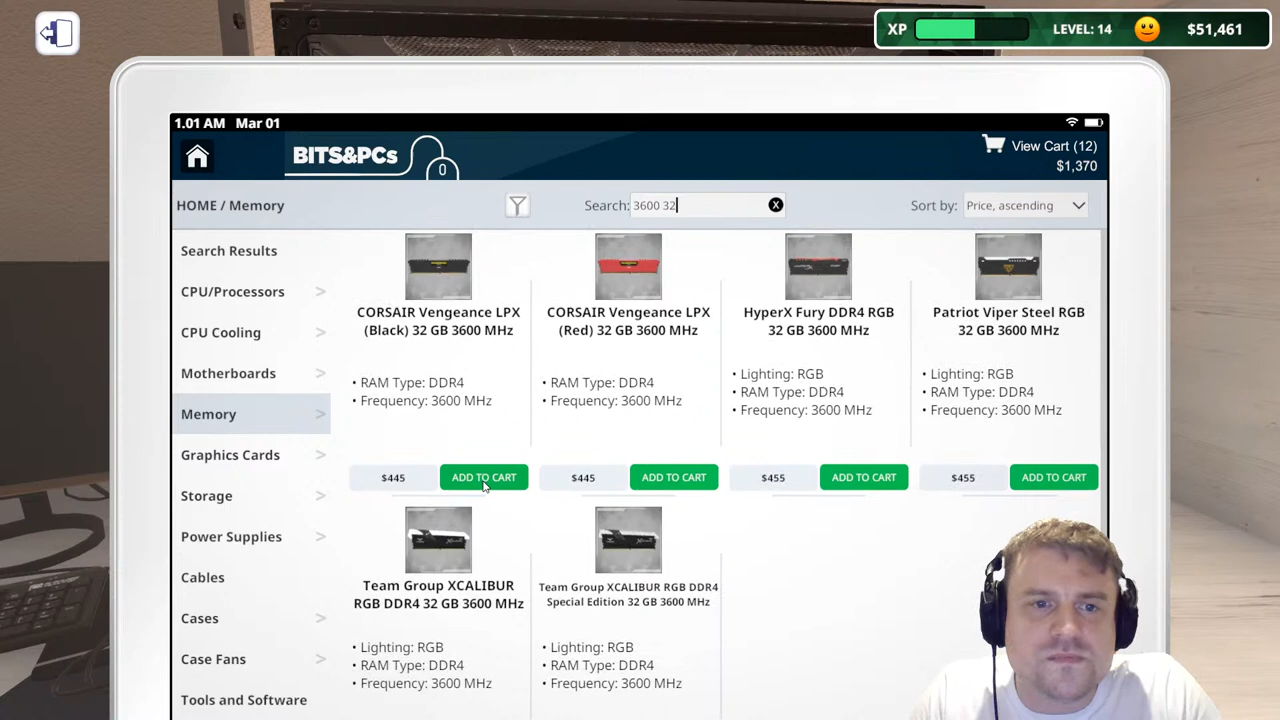 XP
LEVEL: 14
$51,461
1.01 AM Mar 01
BITS&PCs
0
View Cart (12)
$1,370
HOME / Memory
Search: 3600 32
X
Sort by: Price, ascending
Search Results
CPU/Processors >
CPU Cooling >
Motherboards >
Memory >
Graphics Cards >
Storage >
Power Supplies >
Cables
Cases >
Case Fans >
Tools and Software
CORSAIR Vengeance LPX
(Black) 32 GB 3600 MHz
• RAM Type: DDR4
• Frequency: 3600 MHz
$445 ADD TO CART
CORSAIR Vengeance LPX
(Red) 32 GB 3600 MHz
• RAM Type: DDR4
• Frequency: 3600 MHz
$445 ADD TO CART
HyperX Fury DDR4 RGB
32 GB 3600 MHz
• Lighting: RGB
• RAM Type: DDR4
• Frequency: 3600 MHz
$455 ADD TO CART
Patriot Viper Steel RGB
32 GB 3600 MHz
• Lighting: RGB
• RAM Type: DDR4
• Frequency: 3600 MHz
$455 ADD TO CART
Team Group XCALIBUR
RGB DDR4 32 GB 3600 MHz
• Lighting: RGB
• RAM Type: DDR4
• Frequency: 3600 MHz
Team Group XCALIBUR RGB DDR4
Special Edition 32 GB 3600 MHz
• Lighting: RGB
• RAM Type: DDR4
• Frequency: 3600 MHz